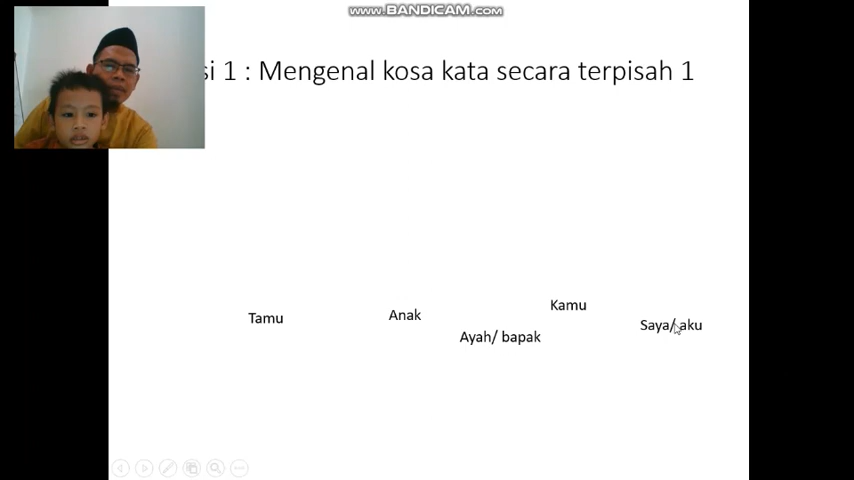 www.BANDICAM.com
si 1 : Mengenal kosa kata secara terpisah 1
Kamu
Anak
Tamu
Saya/ aku
Ayah/ bapak